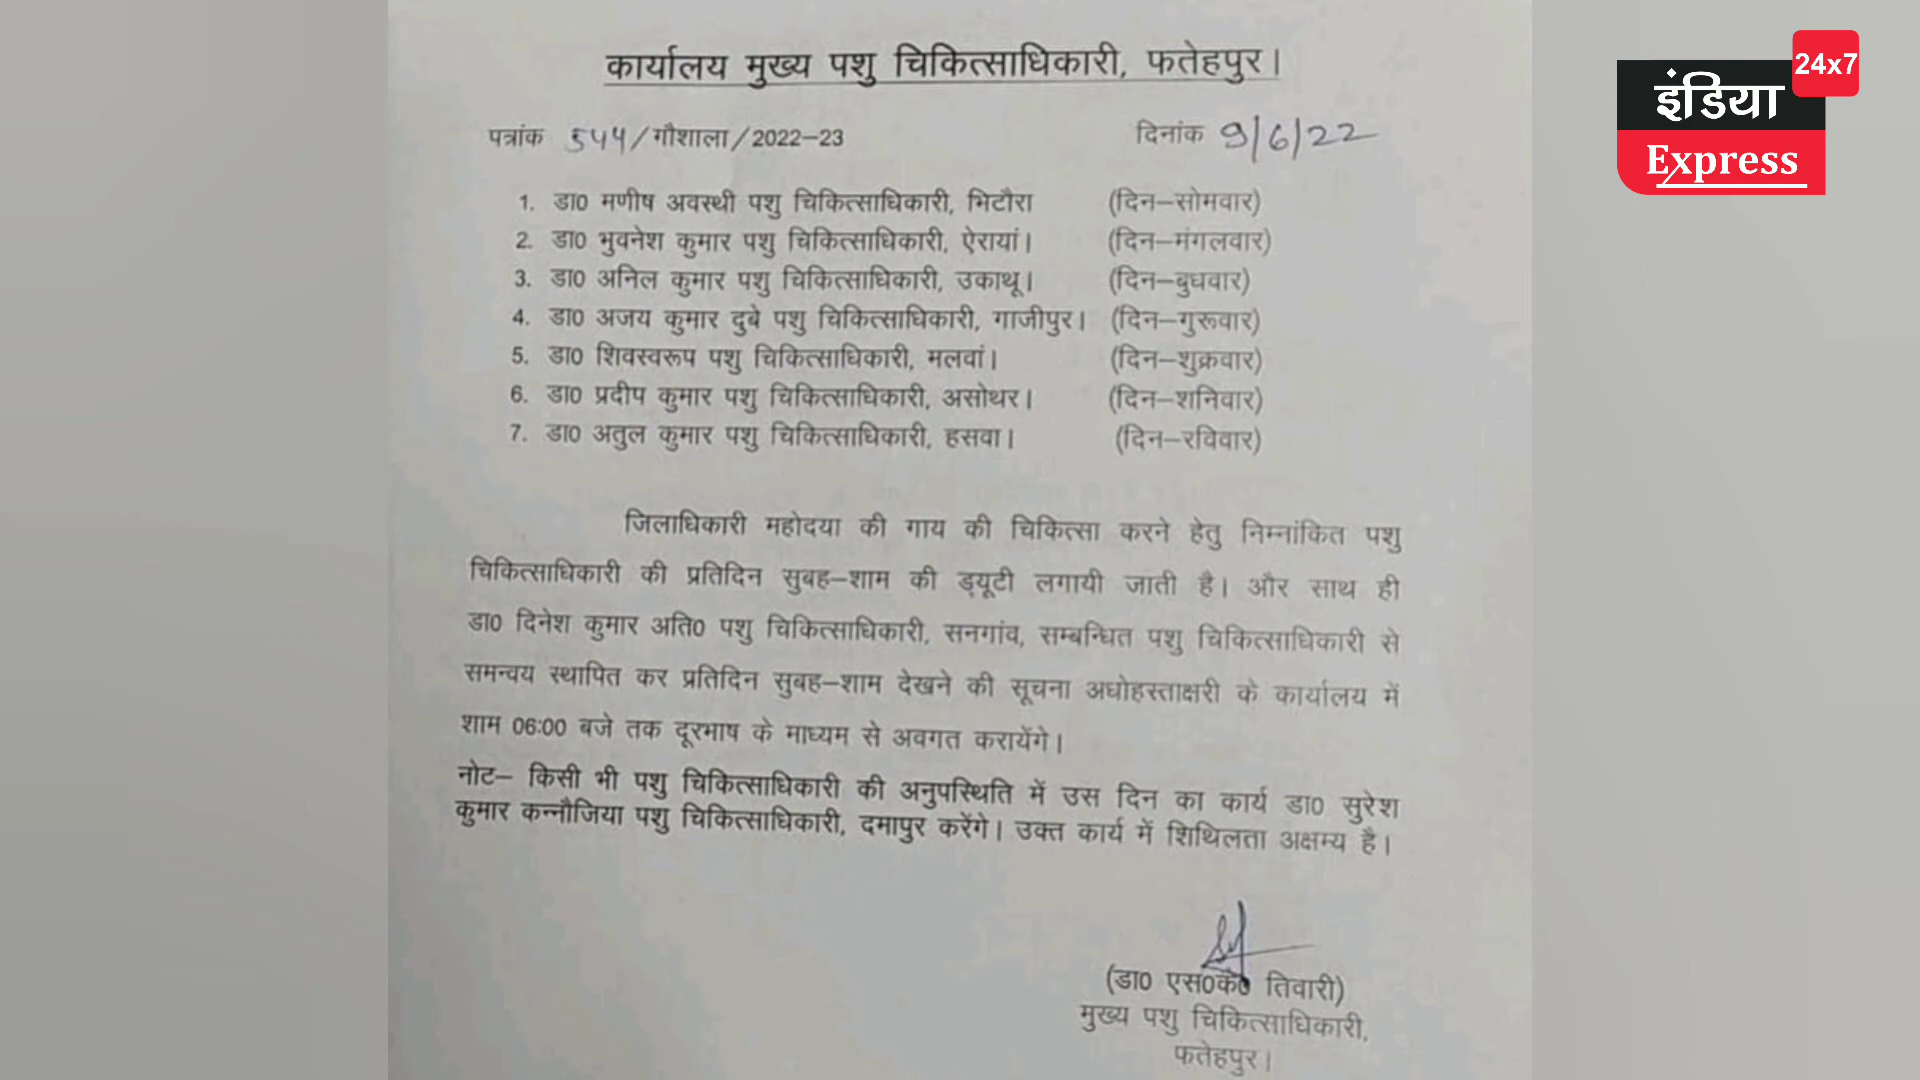 कार्यालय मुख्य पशु चिकित्साधिकारी, फतेहपुर।
24x7
इंडिया
Express
पत्रांक 544/गौशाला/2022-23 दिनांक 9/6/22
1. डा0 मणीष अवस्थी पशु चिकित्साधिकारी, भिटौरा (दिन-सोमवार)
2. डा0 भुवनेश कुमार पशु चिकित्साधिकारी, ऐरायां। (दिन-मंगलवार)
3. डा0 अनिल कुमार पशु चिकित्साधिकारी, उकाथू। (दिन-बुधवार)
4. डा0 अजय कुमार दुबे पशु चिकित्साधिकारी, गाजीपुर। (दिन-गुरूवार)
5. डा0 शिवस्वरूप पशु चिकित्साधिकारी, मलवां। (दिन-शुक्रवार)
6. डा0 प्रदीप कुमार पशु चिकित्साधिकारी, असोथर। (दिन-शनिवार)
7. डा0 अतुल कुमार पशु चिकित्साधिकारी, हसवा। (दिन-रविवार)
जिलाधिकारी महोदया की गाय की चिकित्सा करने हेतु निम्नांकित पशु
चिकित्साधिकारी की प्रतिदिन सुबह-शाम की ड्यूटी लगायी जाती है। और साथ ही
डा0 दिनेश कुमार अति0 पशु चिकित्साधिकारी, सनगांव, सम्बन्धित पशु चिकित्साधिकारी से
समन्वय स्थापित कर प्रतिदिन सुबह-शाम देखने की सूचना अधोहस्ताक्षरी के कार्यालय में
शाम 06:00 बजे तक दूरभाष के माध्यम से अवगत करायेंगे।
नोट- किसी भी पशु चिकित्साधिकारी की अनुपस्थिति में उस दिन का कार्य डा0 सुरेश
कुमार कन्नौजिया पशु चिकित्साधिकारी, दमापुर करेंगे। उक्त कार्य में शिथिलता अक्षम्य है।
(डा0 एस0के0 तिवारी)
मुख्य पशु चिकित्साधिकारी,
फतेहपुर।